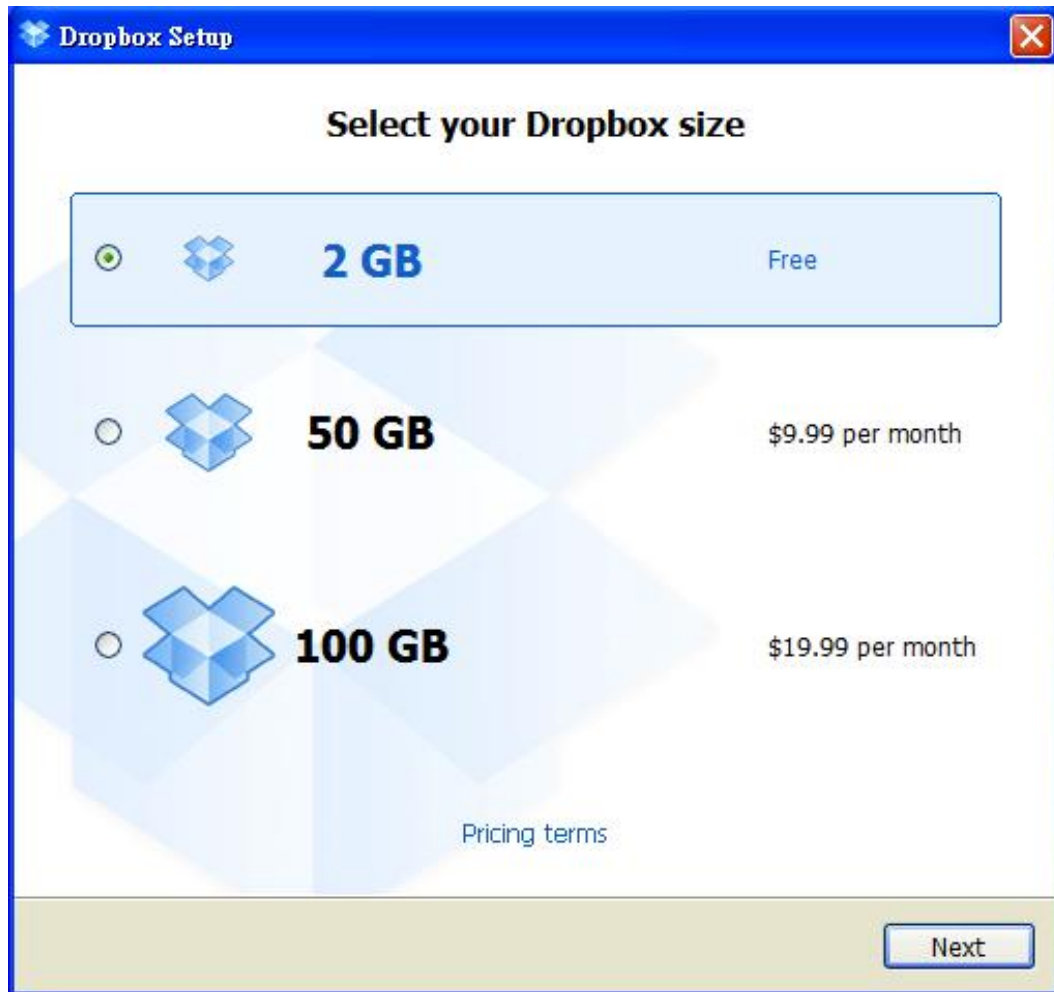 Dropbox Setup
Select your Dropbox size
2 GB Free
50 GB $9.99 per month
100 GB $19.99 per month
Pricing terms
Next